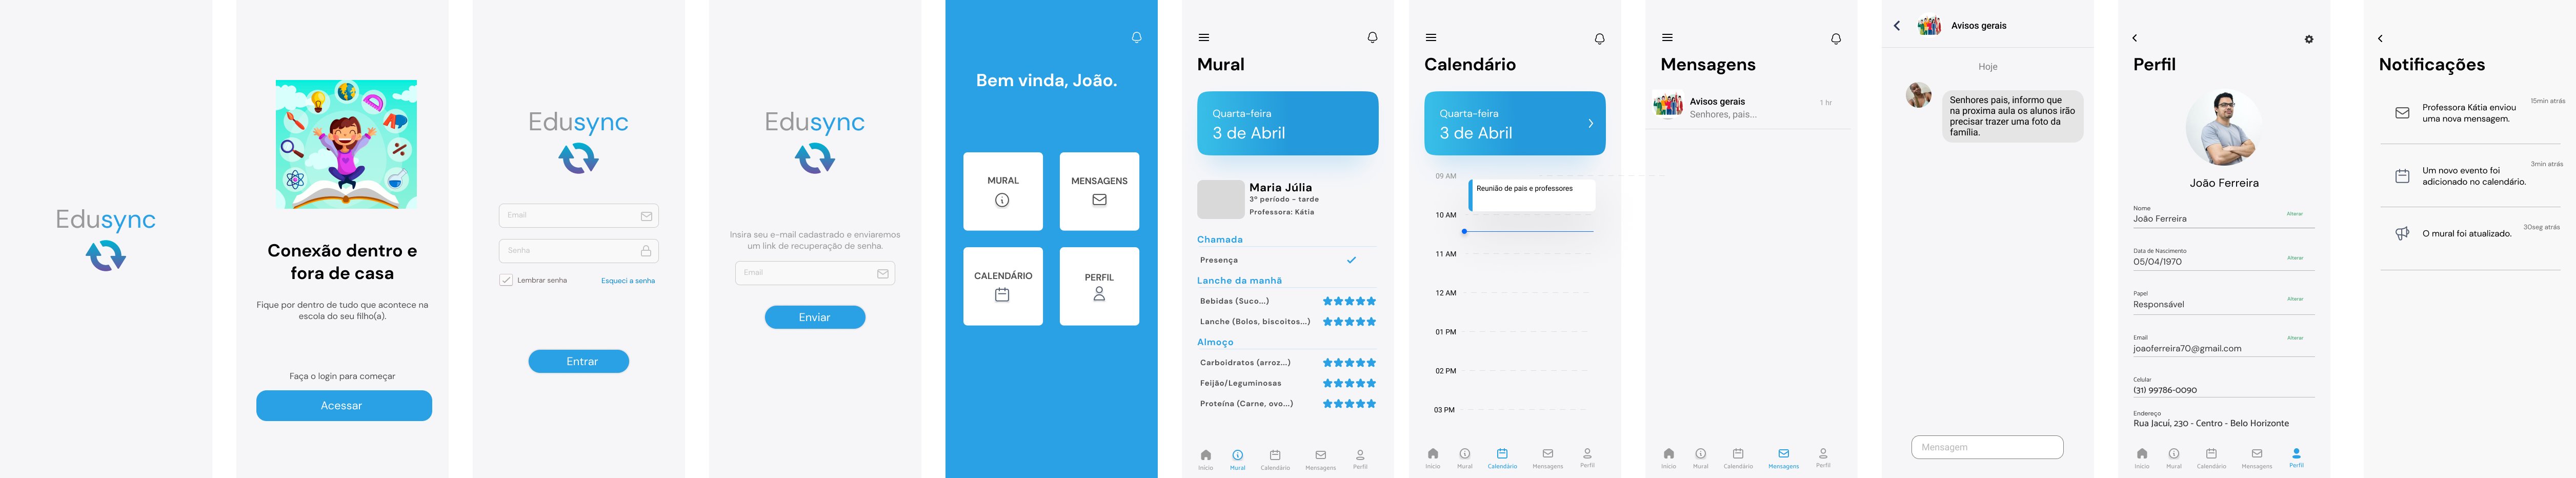 Edusync
Conexão dentro e
fora de casa
Fique por dentro de tudo que acontece na
escola do seu filho(a).
Faça o login para começar
Acessar
Edusync
Email
Senha
Lembrar senha
Esqueci a senha
Entrar
Edusync
Insira seu e-mail cadastrado e enviaremos
um link de recuperação de senha.
Email
Enviar
Bem vinda, João.
MURAL
MENSAGENS
CALENDÁRIO
PERFIL
Mural
Quarta-feira
3 de Abril
Maria Júlia
3º período - tarde
Professora: Kátia
Chamada
Presença
Lanche da manhã
Bebidas (Suco...)
Lanche (Bolos, biscoitos...)
Almoço
Carboidratos (arroz...)
Feijão/Leguminosas
Proteína (Carne, ovo...)
Início
Mural
Calendário
Mensagens
Perfil
Calendário
Quarta-feira
3 de Abril
09 AM
Reunião de pais e professores
10 AM
11 AM
12 AM
01 PM
02 PM
03 PM
Início
Mural
Calendário
Mensagens
Perfil
Mensagens
Avisos gerais
1 hr
Senhores, pais...
Início
Mural
Calendário
Mensagens
Perfil
Avisos gerais
Hoje
Senhores pais, informo que
na proxima aula os alunos irão
precisar trazer uma foto da
família.
Mensagem
Perfil
João Ferreira
Nome
João Ferreira
Alterar
Data de Nascimento
05/04/1970
Alterar
Papel
Responsável
Alterar
Email
joaoferreira70@gmail.com
Alterar
Celular
(31) 99786-0090
Endereço
Rua Jacui, 230 - Centro - Belo Horizonte
Início
Mural
Calendário
Mensagens
Perfil
Notificações
Professora Kátia enviou
uma nova mensagem.
15min atrás
Um novo evento foi
adicionado no calendário.
3min atrás
O mural foi atualizado.
30seg atrás